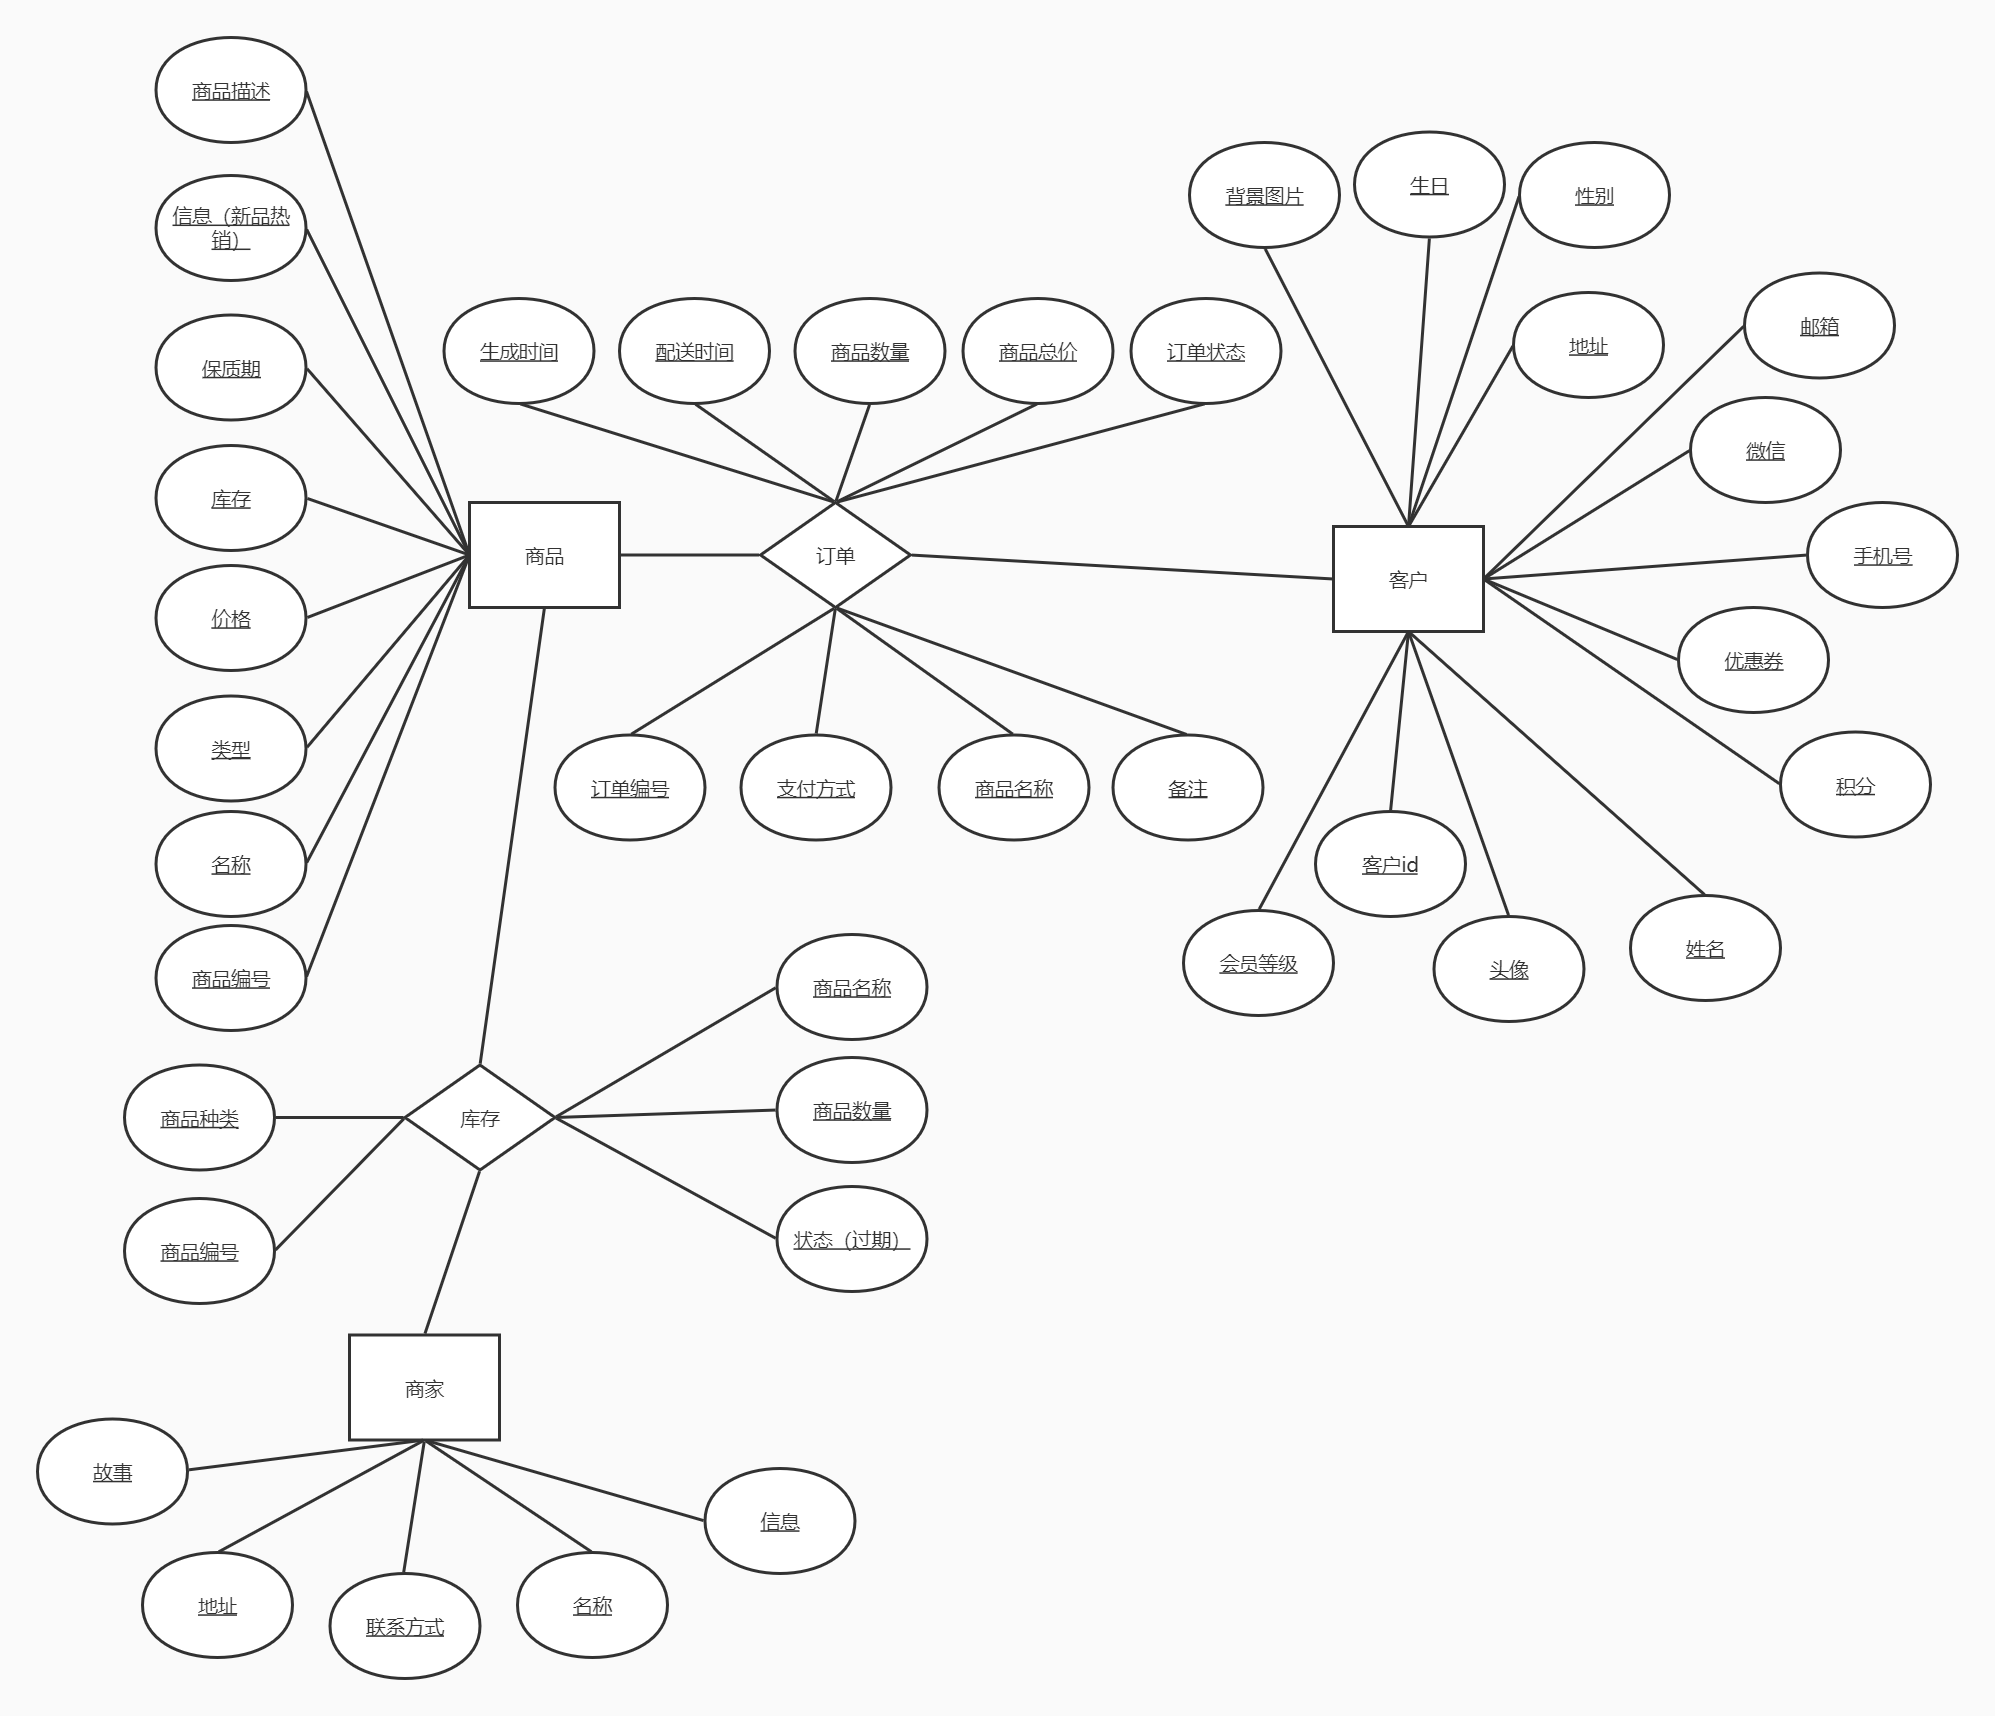 商品描述
信息（新品热
销）
保质期
库存
价格
类型
名称
商品编号
生成时间
配送时间
商品数量
商品总价
订单状态
商品
订单
客户
订单编号
支付方式
商品名称
备注
背景图片
生日
性别
地址
邮箱
微信
手机号
优惠券
积分
会员等级
客户id
头像
姓名
商品种类
商品编号
库存
商品名称
商品数量
状态（过期）
商家
故事
地址
联系方式
名称
信息